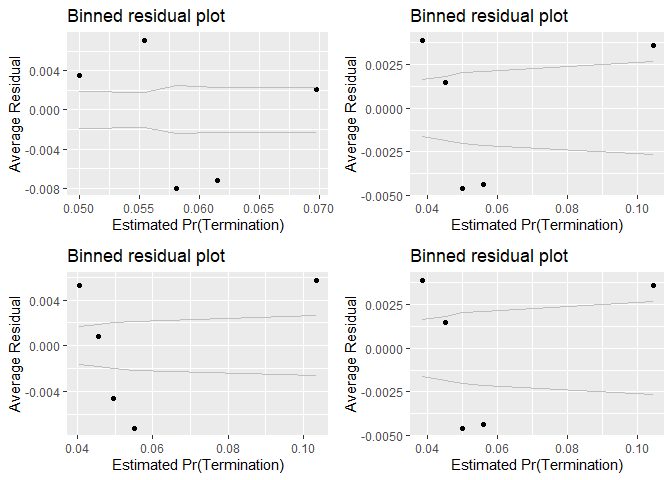 Binned residual plot
Average Residual
0.004
0.000
-0.004
-0.008
0.050 0.055 0.060 0.065 0.070
Estimated Pr(Termination)
Binned residual plot
Average Residual
0.0025
0.0000
-0.0025
-0.0050
0.04 0.06 0.08 0.10
Estimated Pr(Termination)
Binned residual plot
Average Residual
0.004
0.000
-0.004
0.04 0.06 0.08 0.10
Estimated Pr(Termination)
Binned residual plot
Average Residual
0.0025
0.0000
-0.0025
-0.0050
0.04 0.06 0.08 0.10
Estimated Pr(Termination)